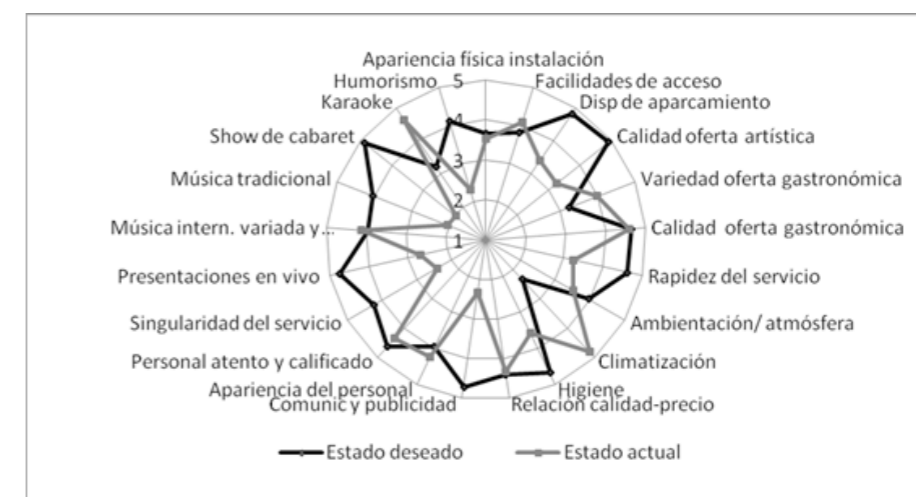 Apariencia física instalación
Humorismo 5 Facilidades de acceso
Karaoke Disp de aparcamiento
4
Show de cabaret Calidad oferta artística
3
Música tradicional Variedad oferta gastronómica
2
Música intern. variada y... 1 Calidad oferta gastronómica
Presentaciones en vivo Rapidez del servicio
Singularidad del servicio Ambientación/ atmósfera
Personal atento y calificado Climatización
Apariencia del personal Higiene
Comunic y publicidad Relación calidad-precio
Estado deseado Estado actual